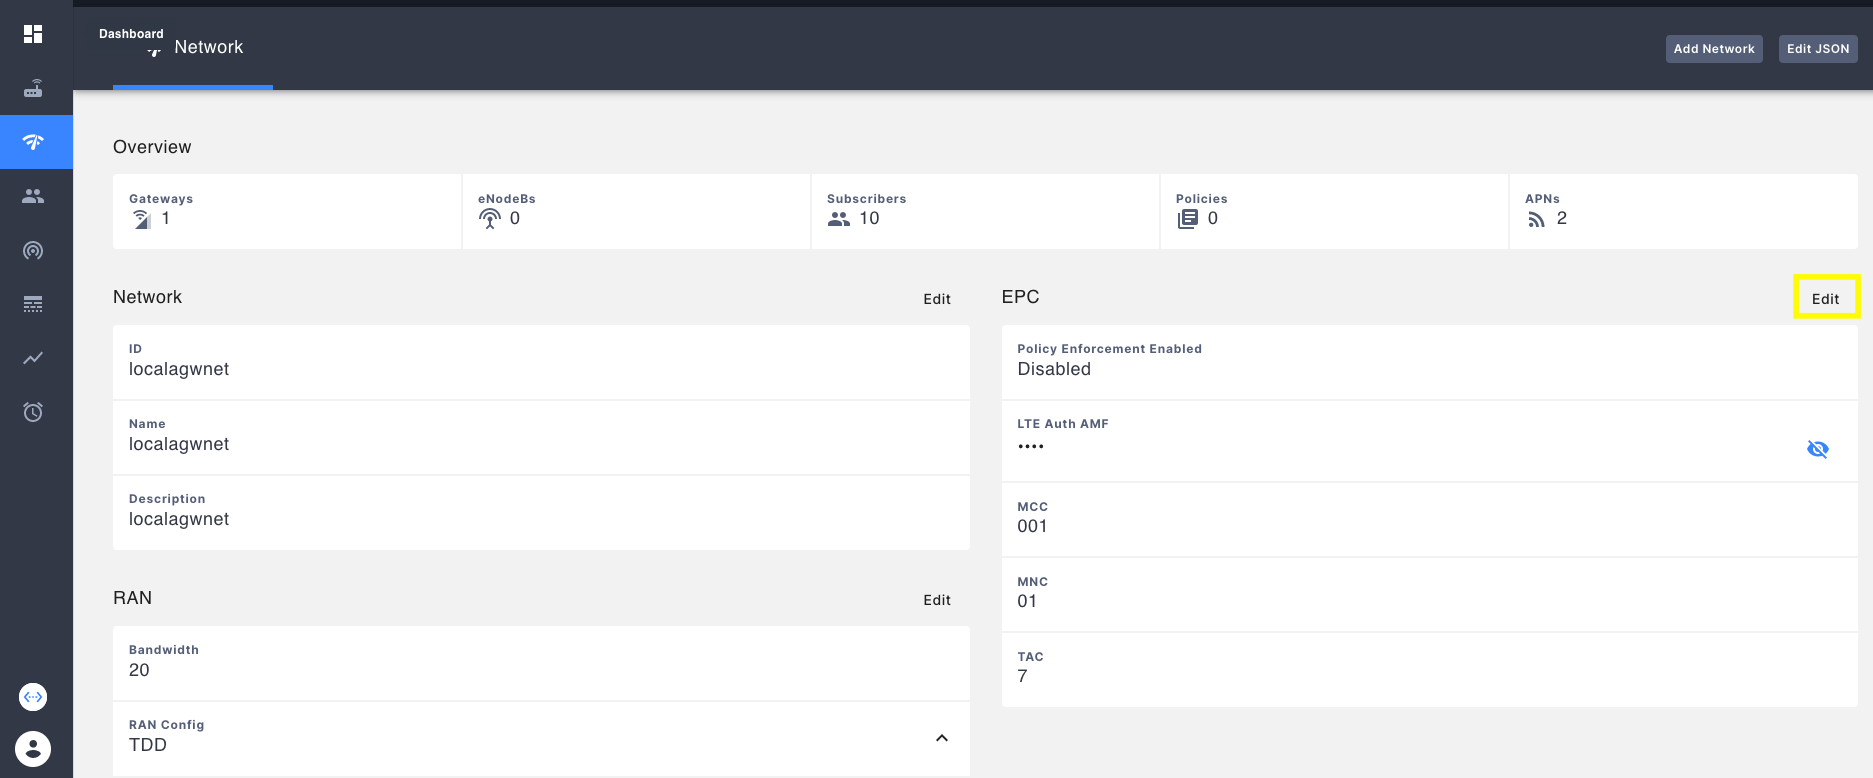 Dashboard
Network
Add Network
Edit JSON
Overview
Gateways
1
eNodeBs
0
Subscribers
10
Policies
0
APNs
2
Network
Edit
ID
localagwnet
Name
localagwnet
Description
localagwnet
RAN
Edit
Bandwidth
20
RAN Config
TDD
EPC
Edit
Policy Enforcement Enabled
Disabled
LTE Auth AMF
••••
MCC
001
MNC
01
TAC
7